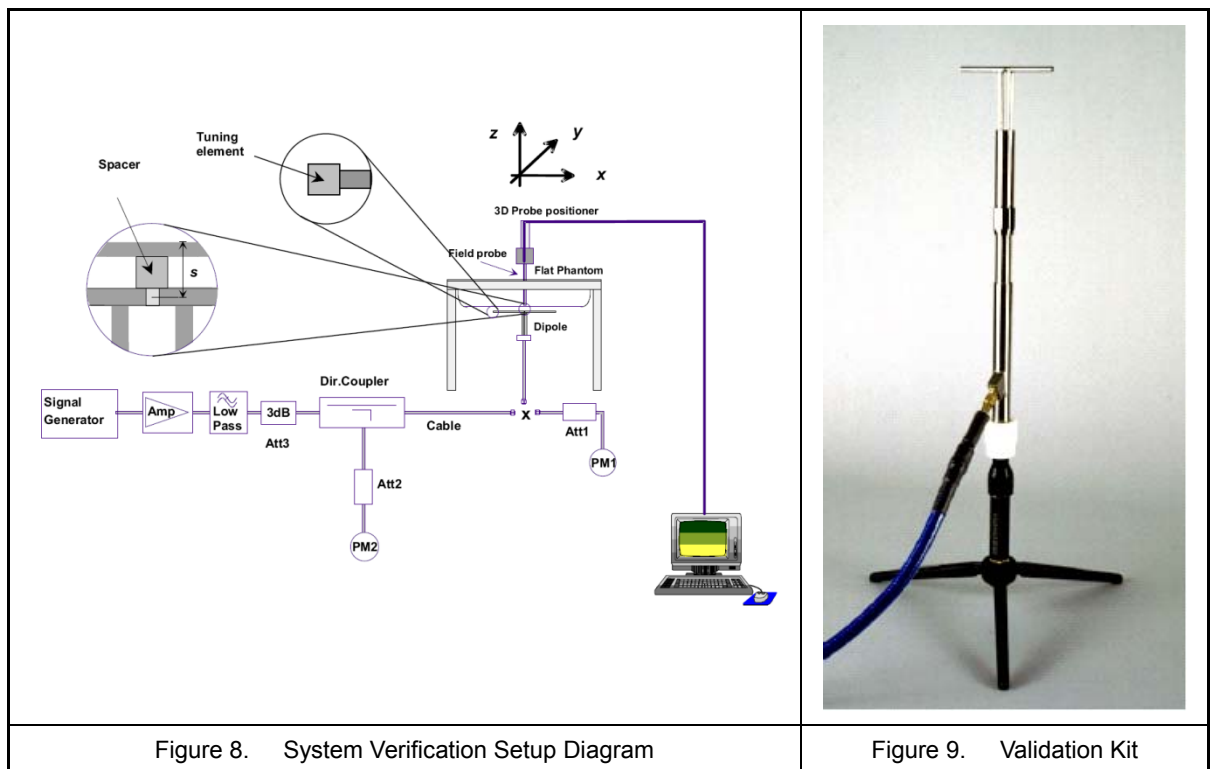 Tuning
element
Spacer
s
z
y
x
3D Probe positioner
Field probe
Flat Phantom
Dipole
Signal
Generator
Amp
Low
Pass
3dB
Att3
Dir.Coupler
Cable
x
Att1
PM1
Att2
PM2
Figure 8. System Verification Setup Diagram
Figure 9. Validation Kit